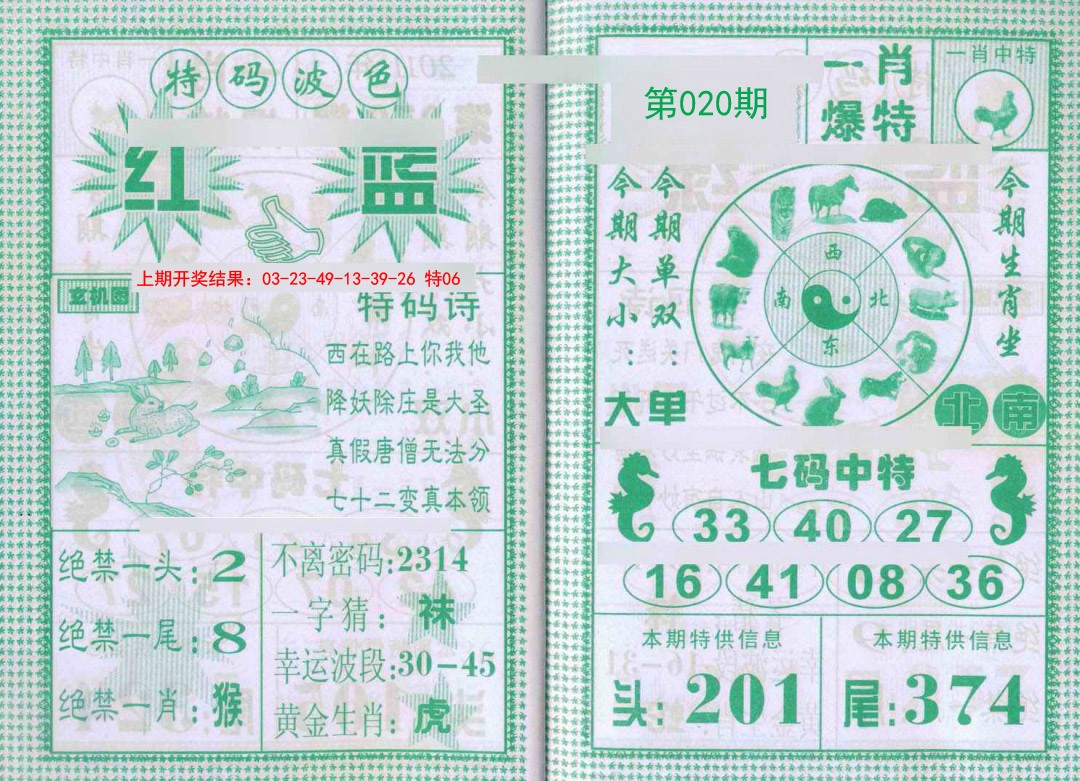 特码波色
红 蓝
上期开奖结果：03-23-49-13-39-26 特06
玄机图
特码诗
西在路上你我他
降妖除庄是大圣
真假唐僧无法分
七十二变真本领
绝禁一头：2
绝禁一尾：8
绝禁一肖：猴
不离密码:2314
一字猜：袜
幸运波段:30-45
黄金生肖：虎
第020期
一肖
爆特
一肖中特
今期大小：大
今期单双：单
西
南 北
东
今期生肖坐
北南
七码中特
33 40 27
16 41 08 36
本期特供信息
头：201
本期特供信息
尾:374